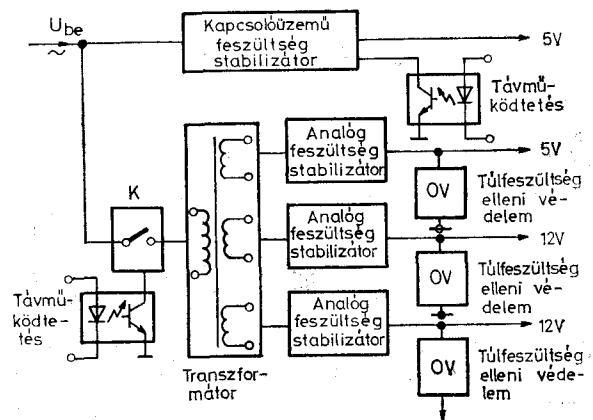 U be
~
Kapcsolóüzemű
feszültség
stabilizátor
5V
Távmű-
ködtetés
Analóg
feszültség
stabilizátor
5V
OV
Túlfeszültség
elleni vé-
delem
K
Analóg
feszültség
stabilizátor
12V
OV
Túlfeszültség
elleni vé-
delem
Távmű-
ködte-
tés
Analóg
feszültség
stabilizátor
12V
OV
Túlfeszültség
elleni véde-
lem
Transzfor-
mátor